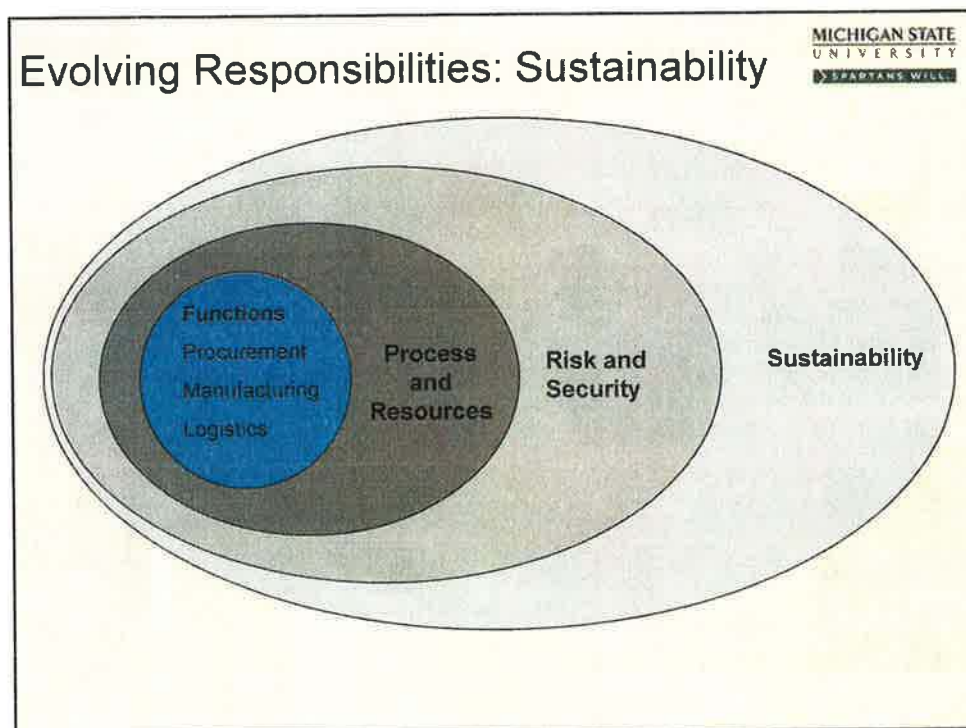 MICHIGAN STATE
UNIVERSITY
SPARTANS WILL.
Evolving Responsibilities: Sustainability
Functions
Procurement
Manufacturing
Logistics
Process
and
Resources
Risk and
Security
Sustainability